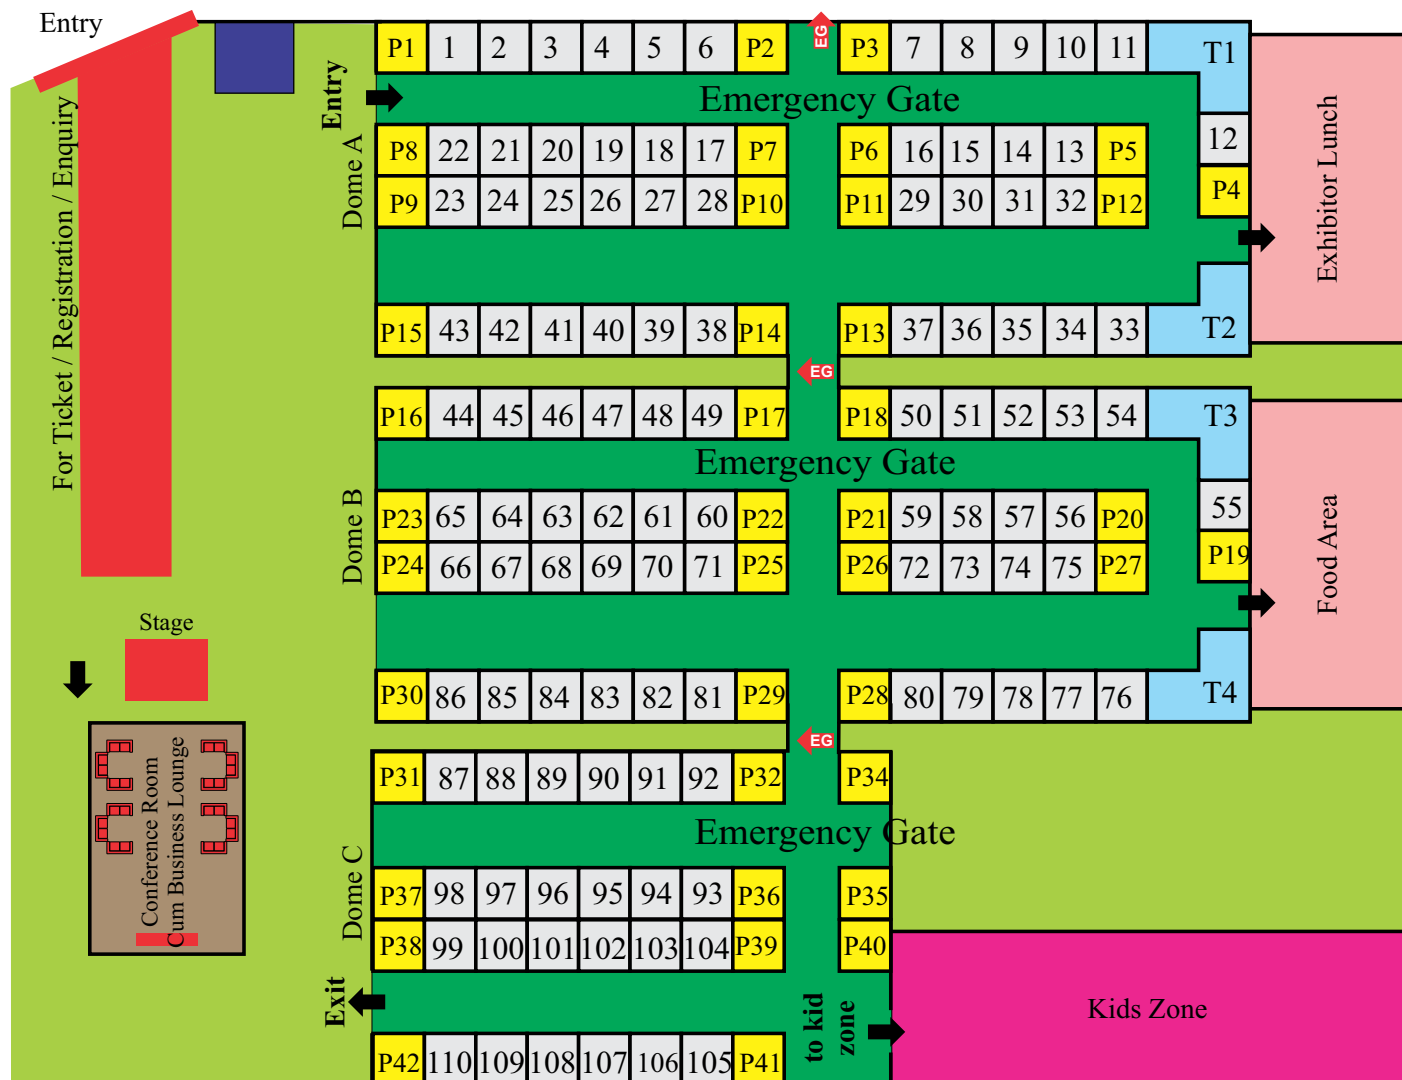 Entry
For Ticket / Registration / Enquiry
P1 1 2 3 4 5 6 P2 EG P3 7 8 9 10 11 T1
Entry
Emergency Gate
12
P8 22 21 20 19 18 17 P7 P6 16 15 14 13 P5
P9 23 24 25 26 27 28 P10 P11 29 30 31 32 P12 P4
Dome A
Exhibitor Lunch
P15 43 42 41 40 39 38 P14 P13 37 36 35 34 33 T2
EG
P16 44 45 46 47 48 49 P17 P18 50 51 52 53 54 T3
Emergency Gate
P23 65 64 63 62 61 60 P22 P21 59 58 57 56 P20 55
P24 66 67 68 69 70 71 P25 P26 72 73 74 75 P27 P19
Dome B
Food Area
Stage
P30 86 85 84 83 82 81 P29 P28 80 79 78 77 76 T4
EG
P31 87 88 89 90 91 92 P32 P34
Emergency Gate
Conference Room
Cum Business Lounge
Dome C
P37 98 97 96 95 94 93 P36 P35
P38 99 100 101 102 103 104 P39 P40
Exit
to kid
zone
Kids Zone
P42 110 109 108 107 106 105 P41